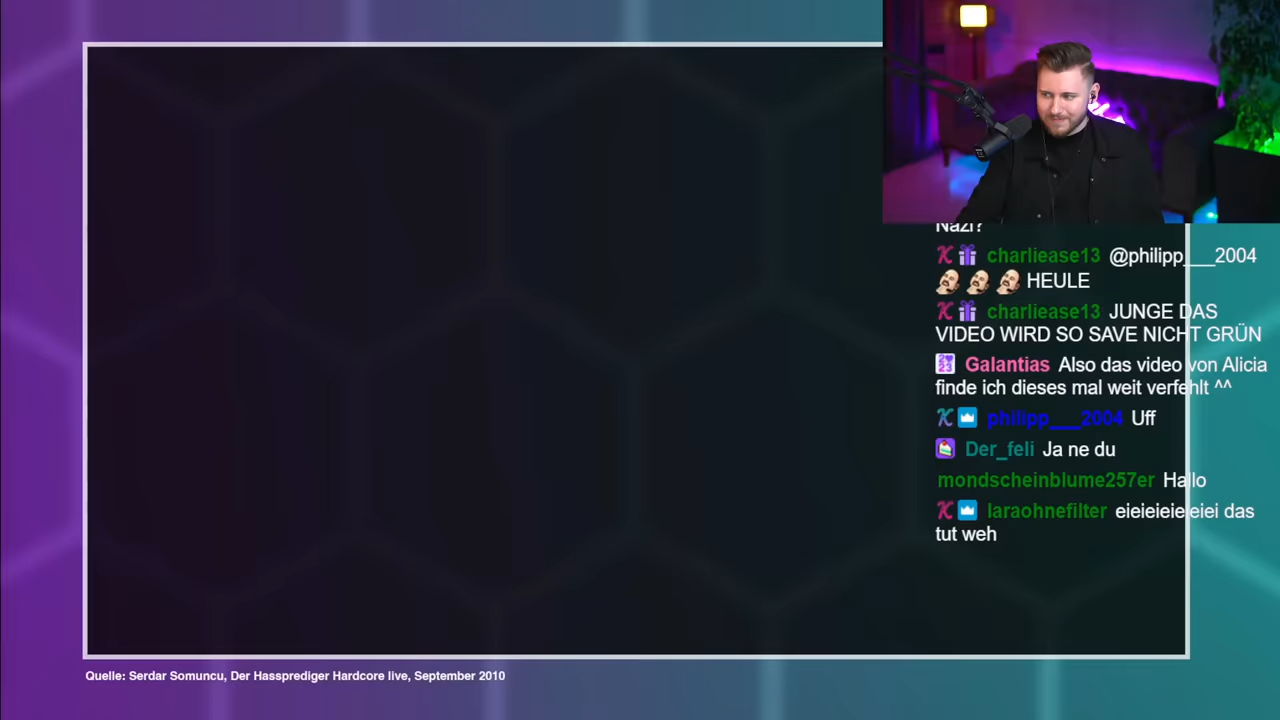 Nazi?
charliease13 @philipp___2004
HEULE
charliease13 JUNGE DAS
VIDEO WIRD SO SAVE NICHT GRÜN
Galantias Also das video von Alicia
finde ich dieses mal weit verfehlt ^^
philipp___2004 Uff
Der_feli Ja ne du
mondscheinblume257er Hallo
laraohnefilter eieieieieieiei das
tut weh
Quelle: Serdar Somuncu, Der Hassprediger Hardcore live, September 2010